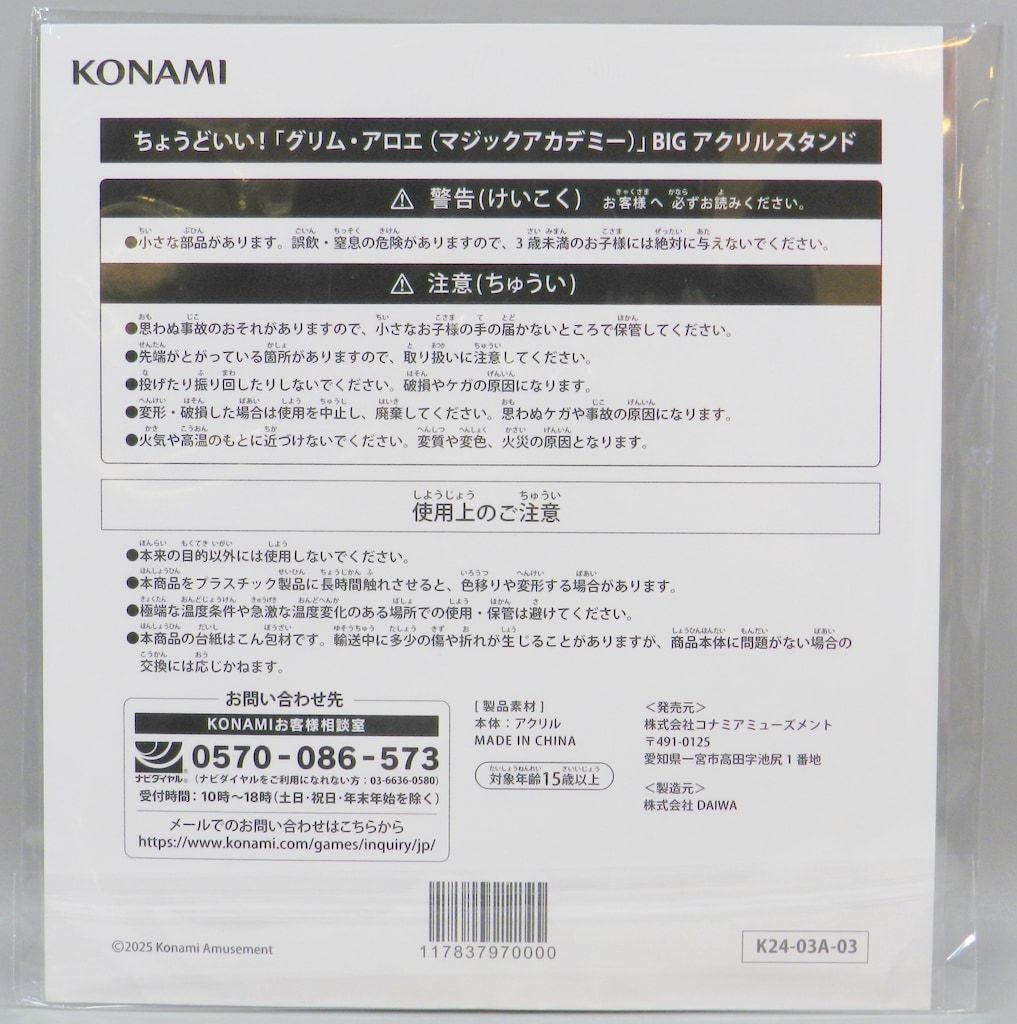 KONAMI
ちょうどいい！「グリム・アロエ（マジックアカデミー）」BIG アクリルスタンド
⚠ 警告(けいこく) お客様へ 必ずお読みください。
●小さな部品があります。誤飲・窒息の危険がありますので、3歳未満のお子様には絶対に与えないでください。
⚠ 注意(ちゅうい)
●思わぬ事故のおそれがありますので、小さなお子様の手の届かないところで保管してください。
●先端がとがっている箇所がありますので、取り扱いに注意してください。
●投げたり振り回したりしないでください。破損やケガの原因になります。
●変形・破損した場合は使用を中止し、廃棄してください。思わぬケガや事故の原因になります。
●火気や高温のもとに近づけないでください。変質や変色、火災の原因となります。
使用上のご注意
●本来の目的以外には使用しないでください。
●本商品をプラスチック製品に長時間触れさせると、色移りや変形する場合があります。
●極端な温度条件や急激な温度変化のある場所での使用・保管は避けてください。
●本商品の台紙はこん包材です。輸送中に多少の傷や折れが生じることがありますが、商品本体に問題がない場合の
交換には応じかねます。
お問い合わせ先
KONAMIお客様相談室
ナビダイヤル® 0570-086-573
（ナビダイヤルをご利用になれない方：03-6636-0580）
受付時間：10時～18時（土日・祝日・年末年始を除く）
メールでのお問い合わせはこちらから
https://www.konami.com/games/inquiry/jp/
[ 製品素材 ]
本体：アクリル
MADE IN CHINA
対象年齢15歳以上
＜発売元＞
株式会社コナミアミューズメント
〒491-0125
愛知県一宮市高田字池尻1番地
＜製造元＞
株式会社 DAIWA
117837970000
©2025 Konami Amusement
K24-03A-03